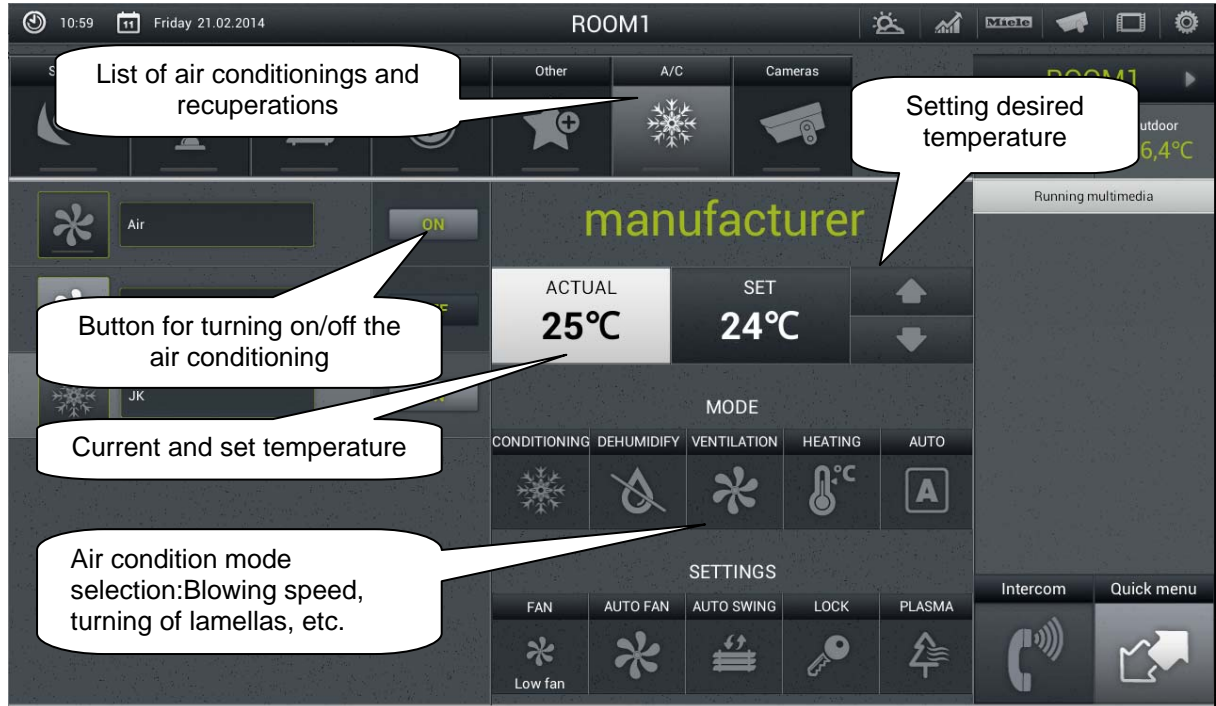 10:59
11
Friday 21.02.2014
ROOM1
Miele
List of air conditionings and
recuperations
Other
A/C
Cameras
ROOM1
Setting desired
temperature
6,4°C
Running multimedia
Air
ON
manufacturer
Button for turning on/off the
air conditioning
ACTUAL
25°C
SET
24°C
JK
Current and set temperature
MODE
CONDITIONING
DEHUMIDIFY
VENTILATION
HEATING
AUTO
°C
A
Air condition mode
selection:Blowing speed,
turning of lamellas, etc.
SETTINGS
FAN
AUTO FAN
AUTO SWING
LOCK
PLASMA
Low fan
Intercom
Quick menu